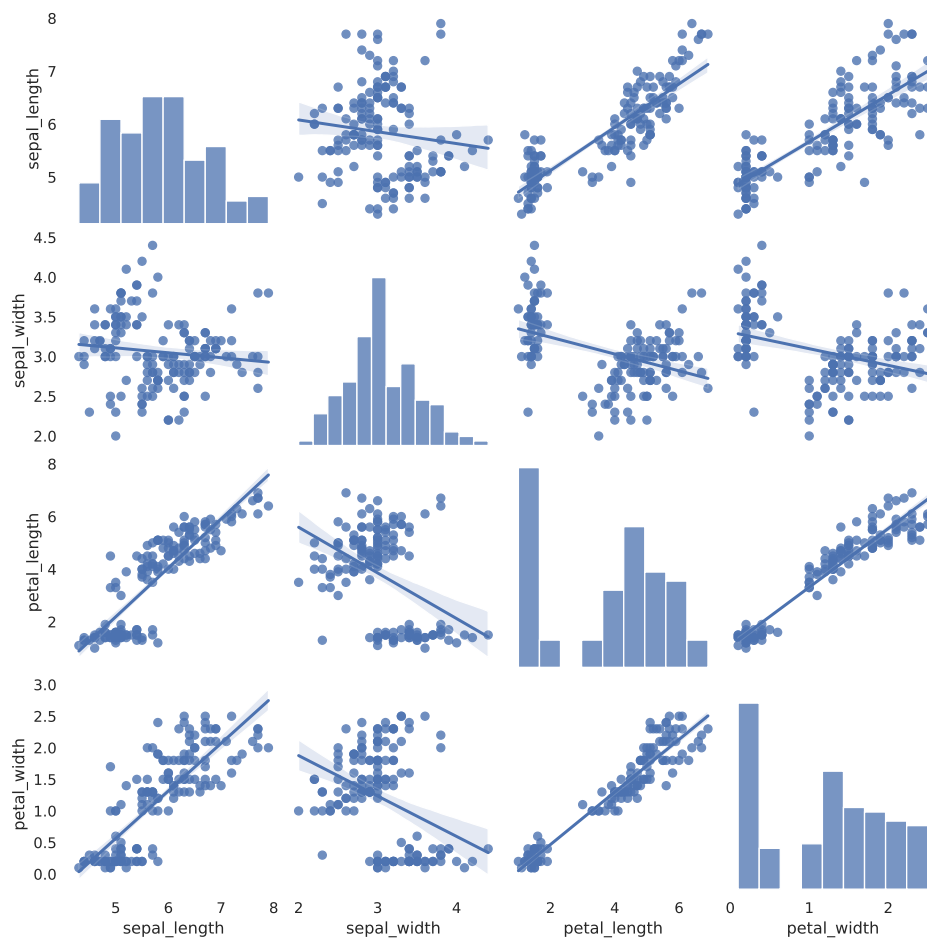 8
7
6
5
sepal_length
4.5
4.0
3.5
3.0
2.5
2.0
sepal_width
8
6
4
2
petal_length
3.0
2.5
2.0
1.5
1.0
0.5
0.0
petal_width
5 6 7 8
2 3 4
2 4 6
0 1 2
sepal_length
sepal_width
petal_length
petal_width